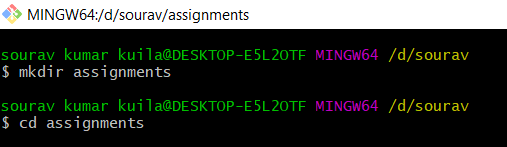 MINGW64:/d/sourav/assignments
sourav kumar kuila@DESKTOP-E5L2OTF MINGW64 /d/sourav
$ mkdir assignments
sourav kumar kuila@DESKTOP-E5L2OTF MINGW64 /d/sourav
$ cd assignments